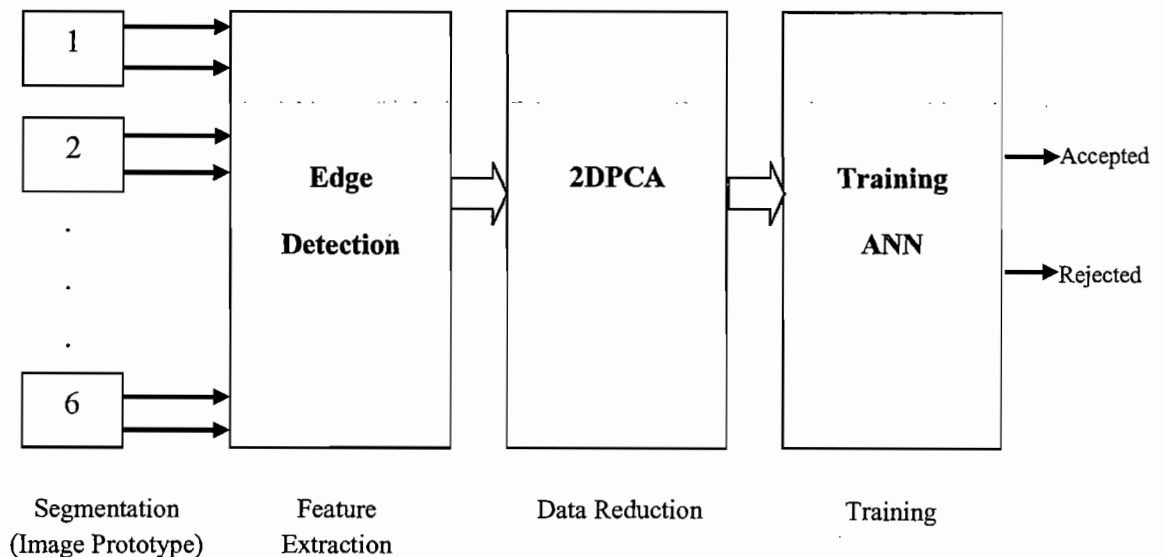 1
2
.
.
.
6
Edge
Detection
2DPCA
Training
ANN
Accepted
Rejected
Segmentation
(Image Prototype)
Feature
Extraction
Data Reduction
Training